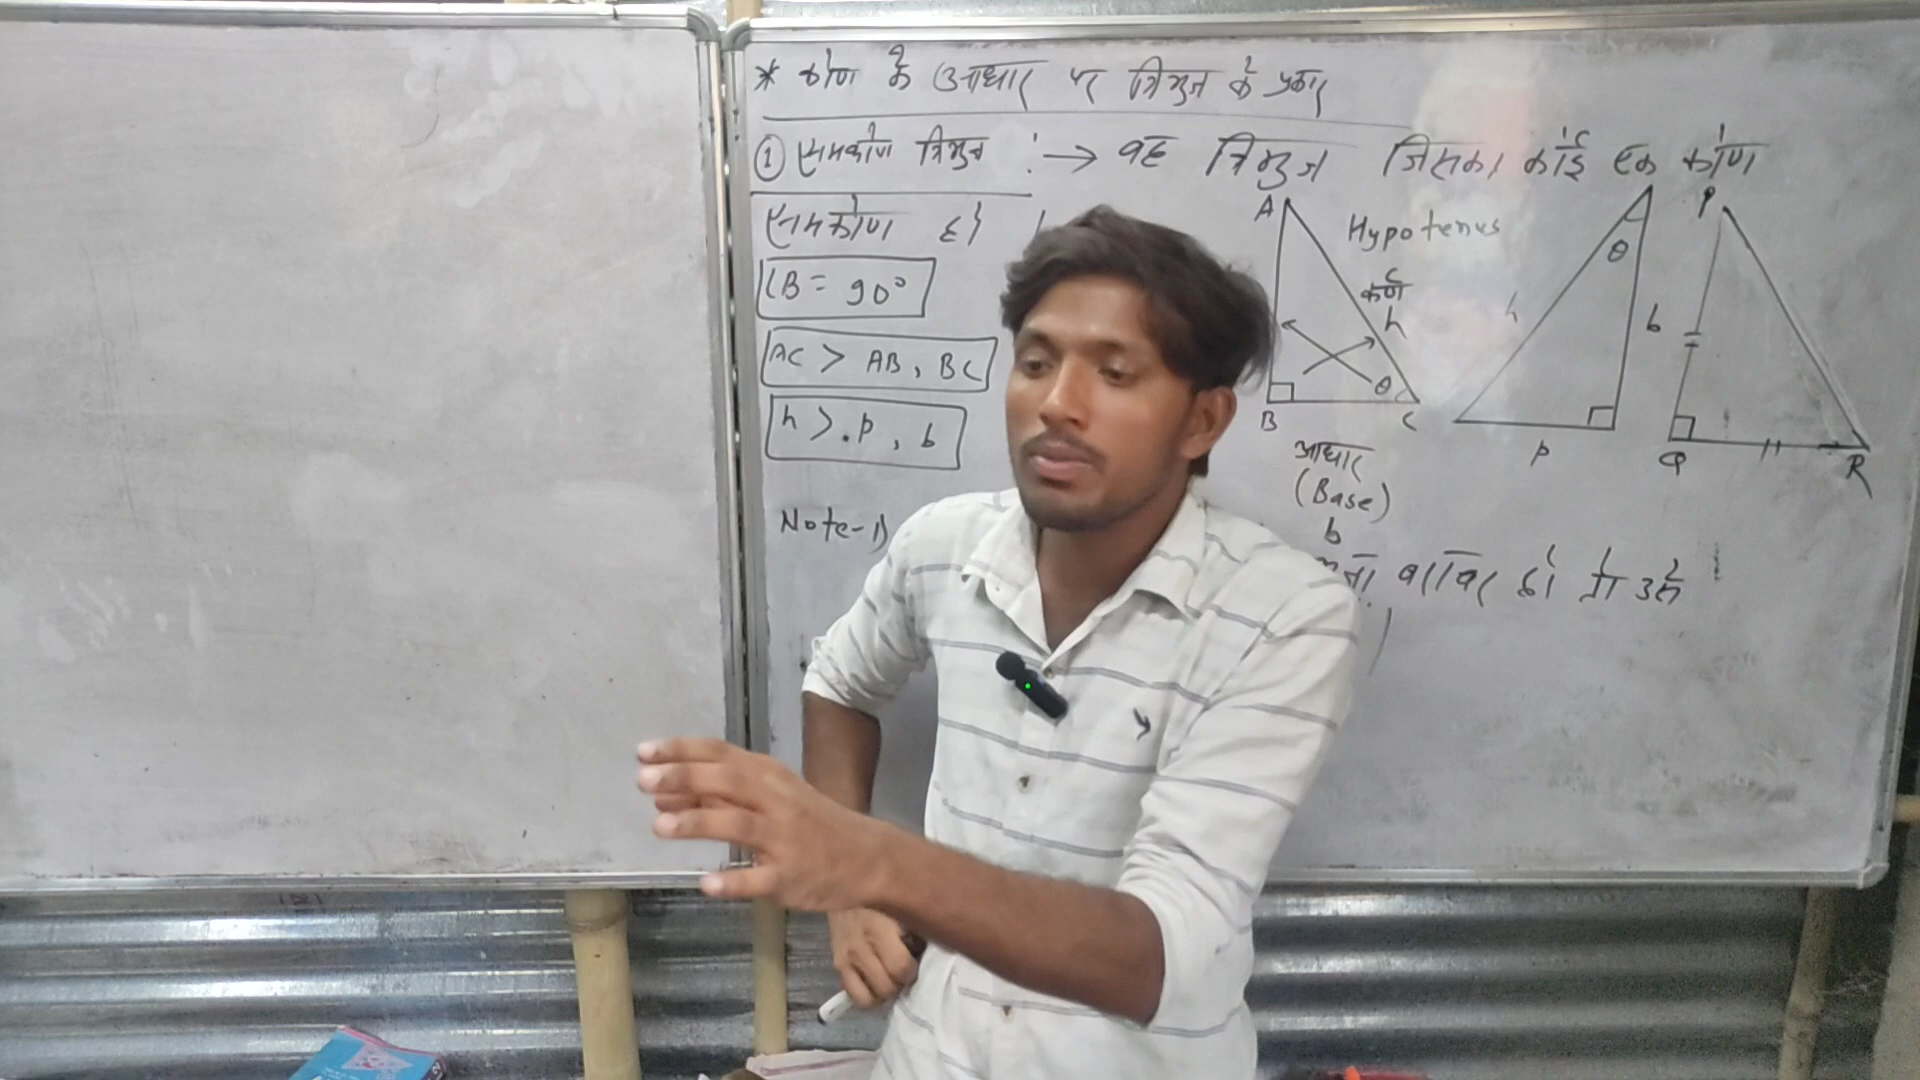 * कोण के आधार पर त्रिभुज के प्रकार
① समकोण त्रिभुज :→ वह त्रिभुज जिसका कोई एक कोण
समकोण हो
∠B = 90°
AC > AB, BC
h > p, b
Note-1)
बराबर हो तो उसे
A
Hypotenus
कर्ण
h
θ
B
C
आधार
(Base)
b
θ
h
b
p
P
Q
R